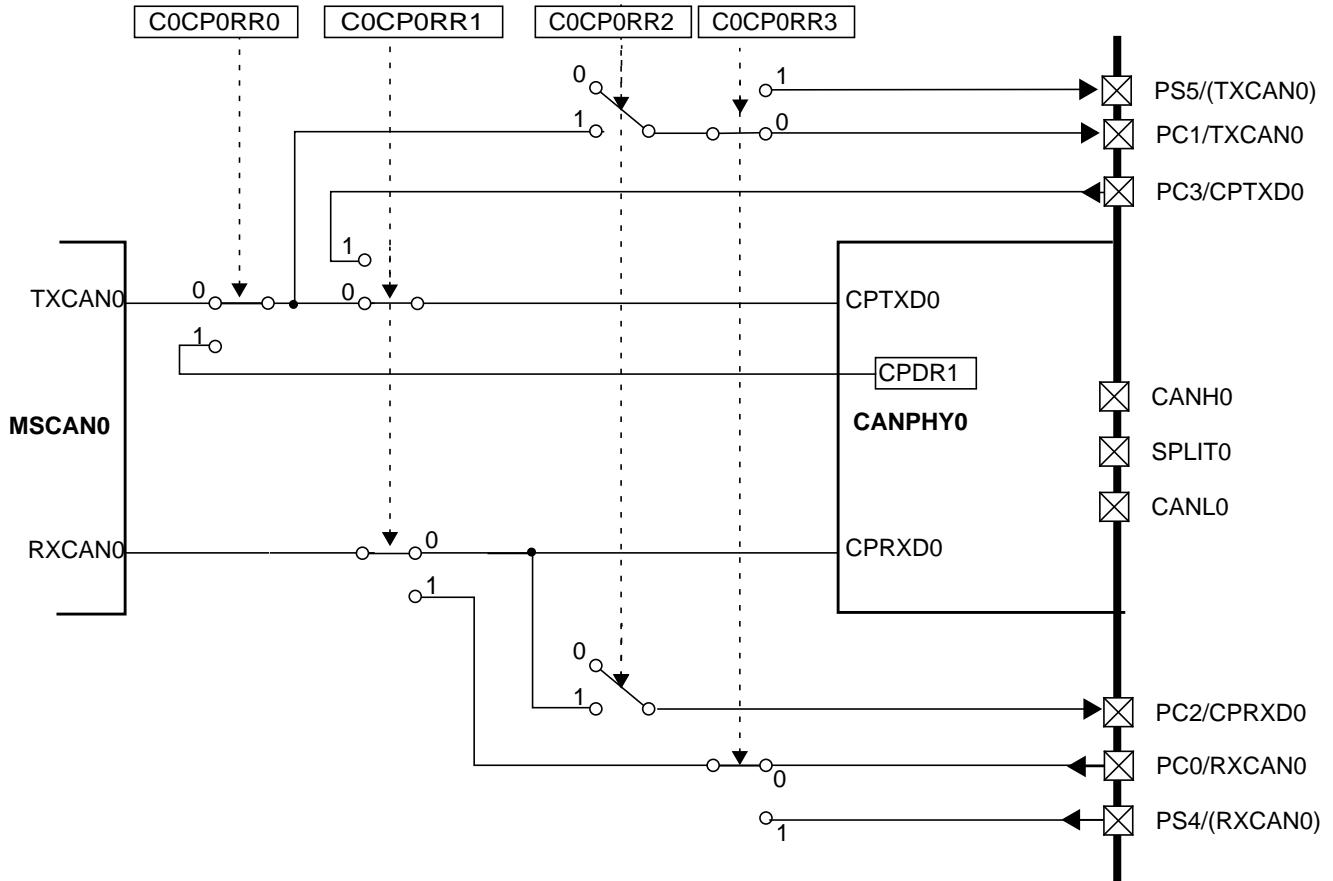 C0CP0RR0
C0CP0RR1
C0CP0RR2
C0CP0RR3
0
1
PS5/(TXCAN0)
1
0
PC1/TXCAN0
PC3/CPTXD0
1
TXCAN0
0
0
CPTXD0
1
CPDR1
MSCAN0
CANPHY0
CANH0
SPLIT0
CANL0
RXCAN0
0
CPRXD0
1
0
1
PC2/CPRXD0
0
PC0/RXCAN0
1
PS4/(RXCAN0)